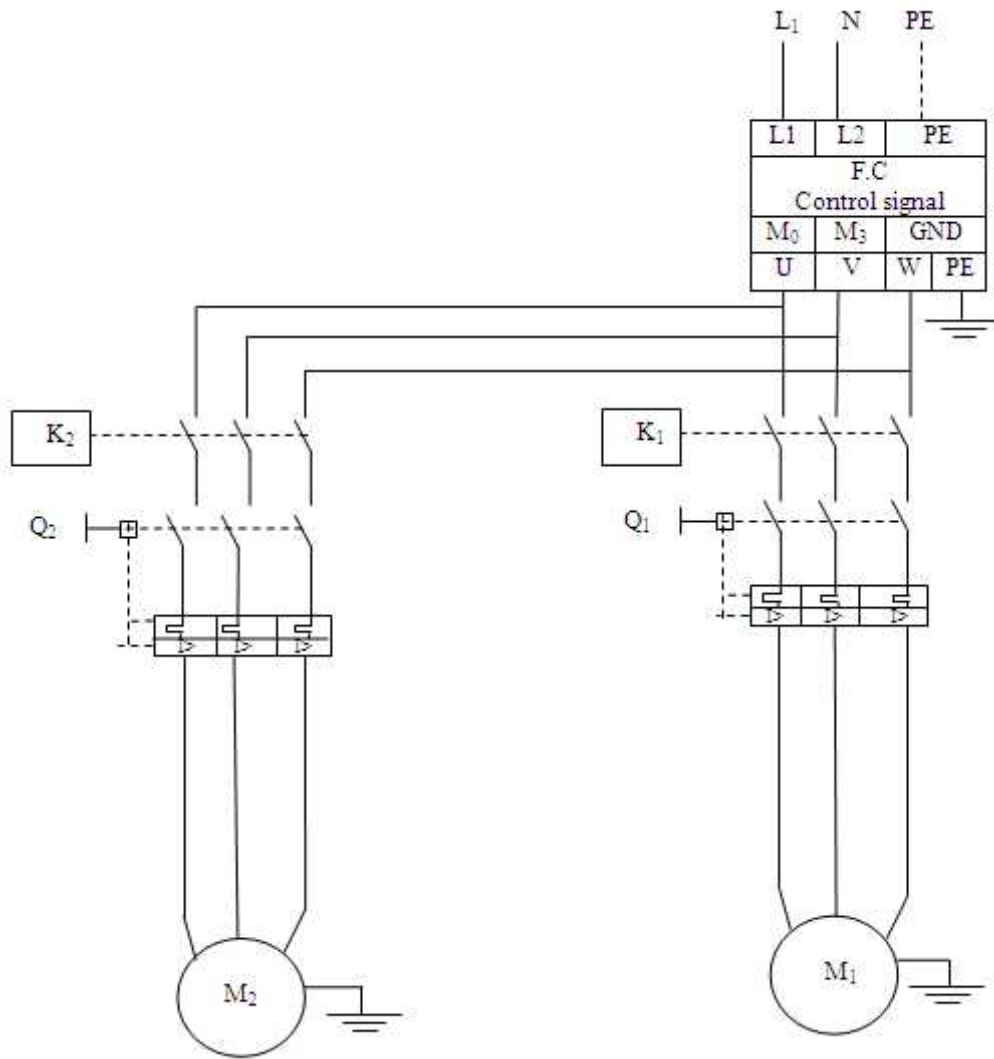 L₁ N PE
L1 L2 PE
F.C
Control signal
M₀ M₃ GND
U V W PE
K₂ K₁
Q₂ Q₁
M₂ M₁